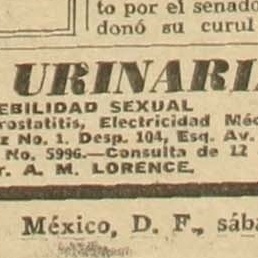 to por el senado
donó su curul
URINARI
EBILIDAD SEXUAL
rostatitis, Electricidad Méd
z No. 1. Desp. 104, Esq. Av.
No. 5996.—Consulta de 12
r. A. M. LORENCE.
México, D. F., sába